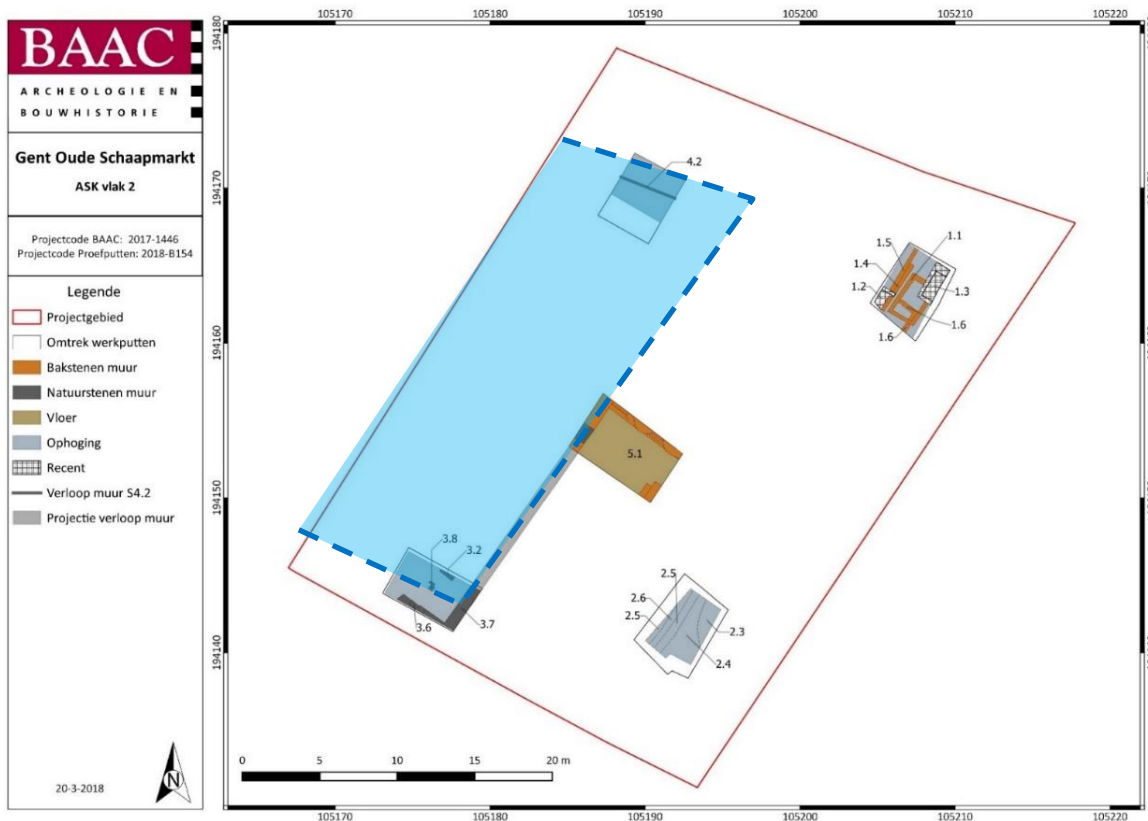 BAAC
ARCHEOLOGIE EN
BOUWHISTORIE
Gent Oude Schaapmarkt
ASK vlak 2
Projectcode BAAC: 2017-1446
Projectcode Proefputten: 2018-B154
Legende
Projectgebied
Omtrek werkputten
Bakstenen muur
Natuurstenen muur
Vloer
Ophoging
Recent
Verloop muur S4.2
Projectie verloop muur
N
20-3-2018
105170 105180 105190 105200 105210 105220
194180
194170
194160
194150
194140
4.2
1.1
1.5
1.4
1.2
1.3
1.6
1.6
5.1
3.8
3.2
3.6
3.7
2.5
2.6
2.5
2.3
2.4
0 5 10 15 20 m
105170 105180 105190 105200 105210 105220